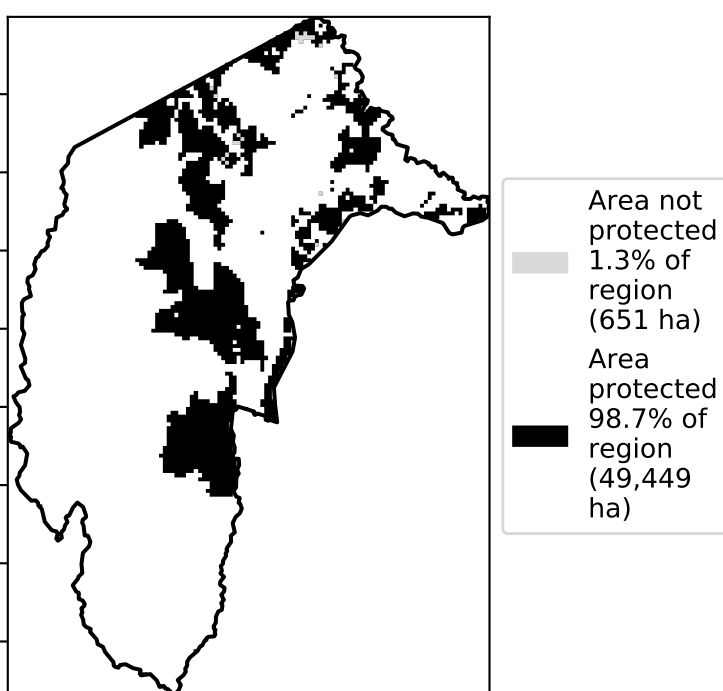 Area not
protected
1.3% of
region
(651 ha)
Area
protected
98.7% of
region
(49,449
ha)